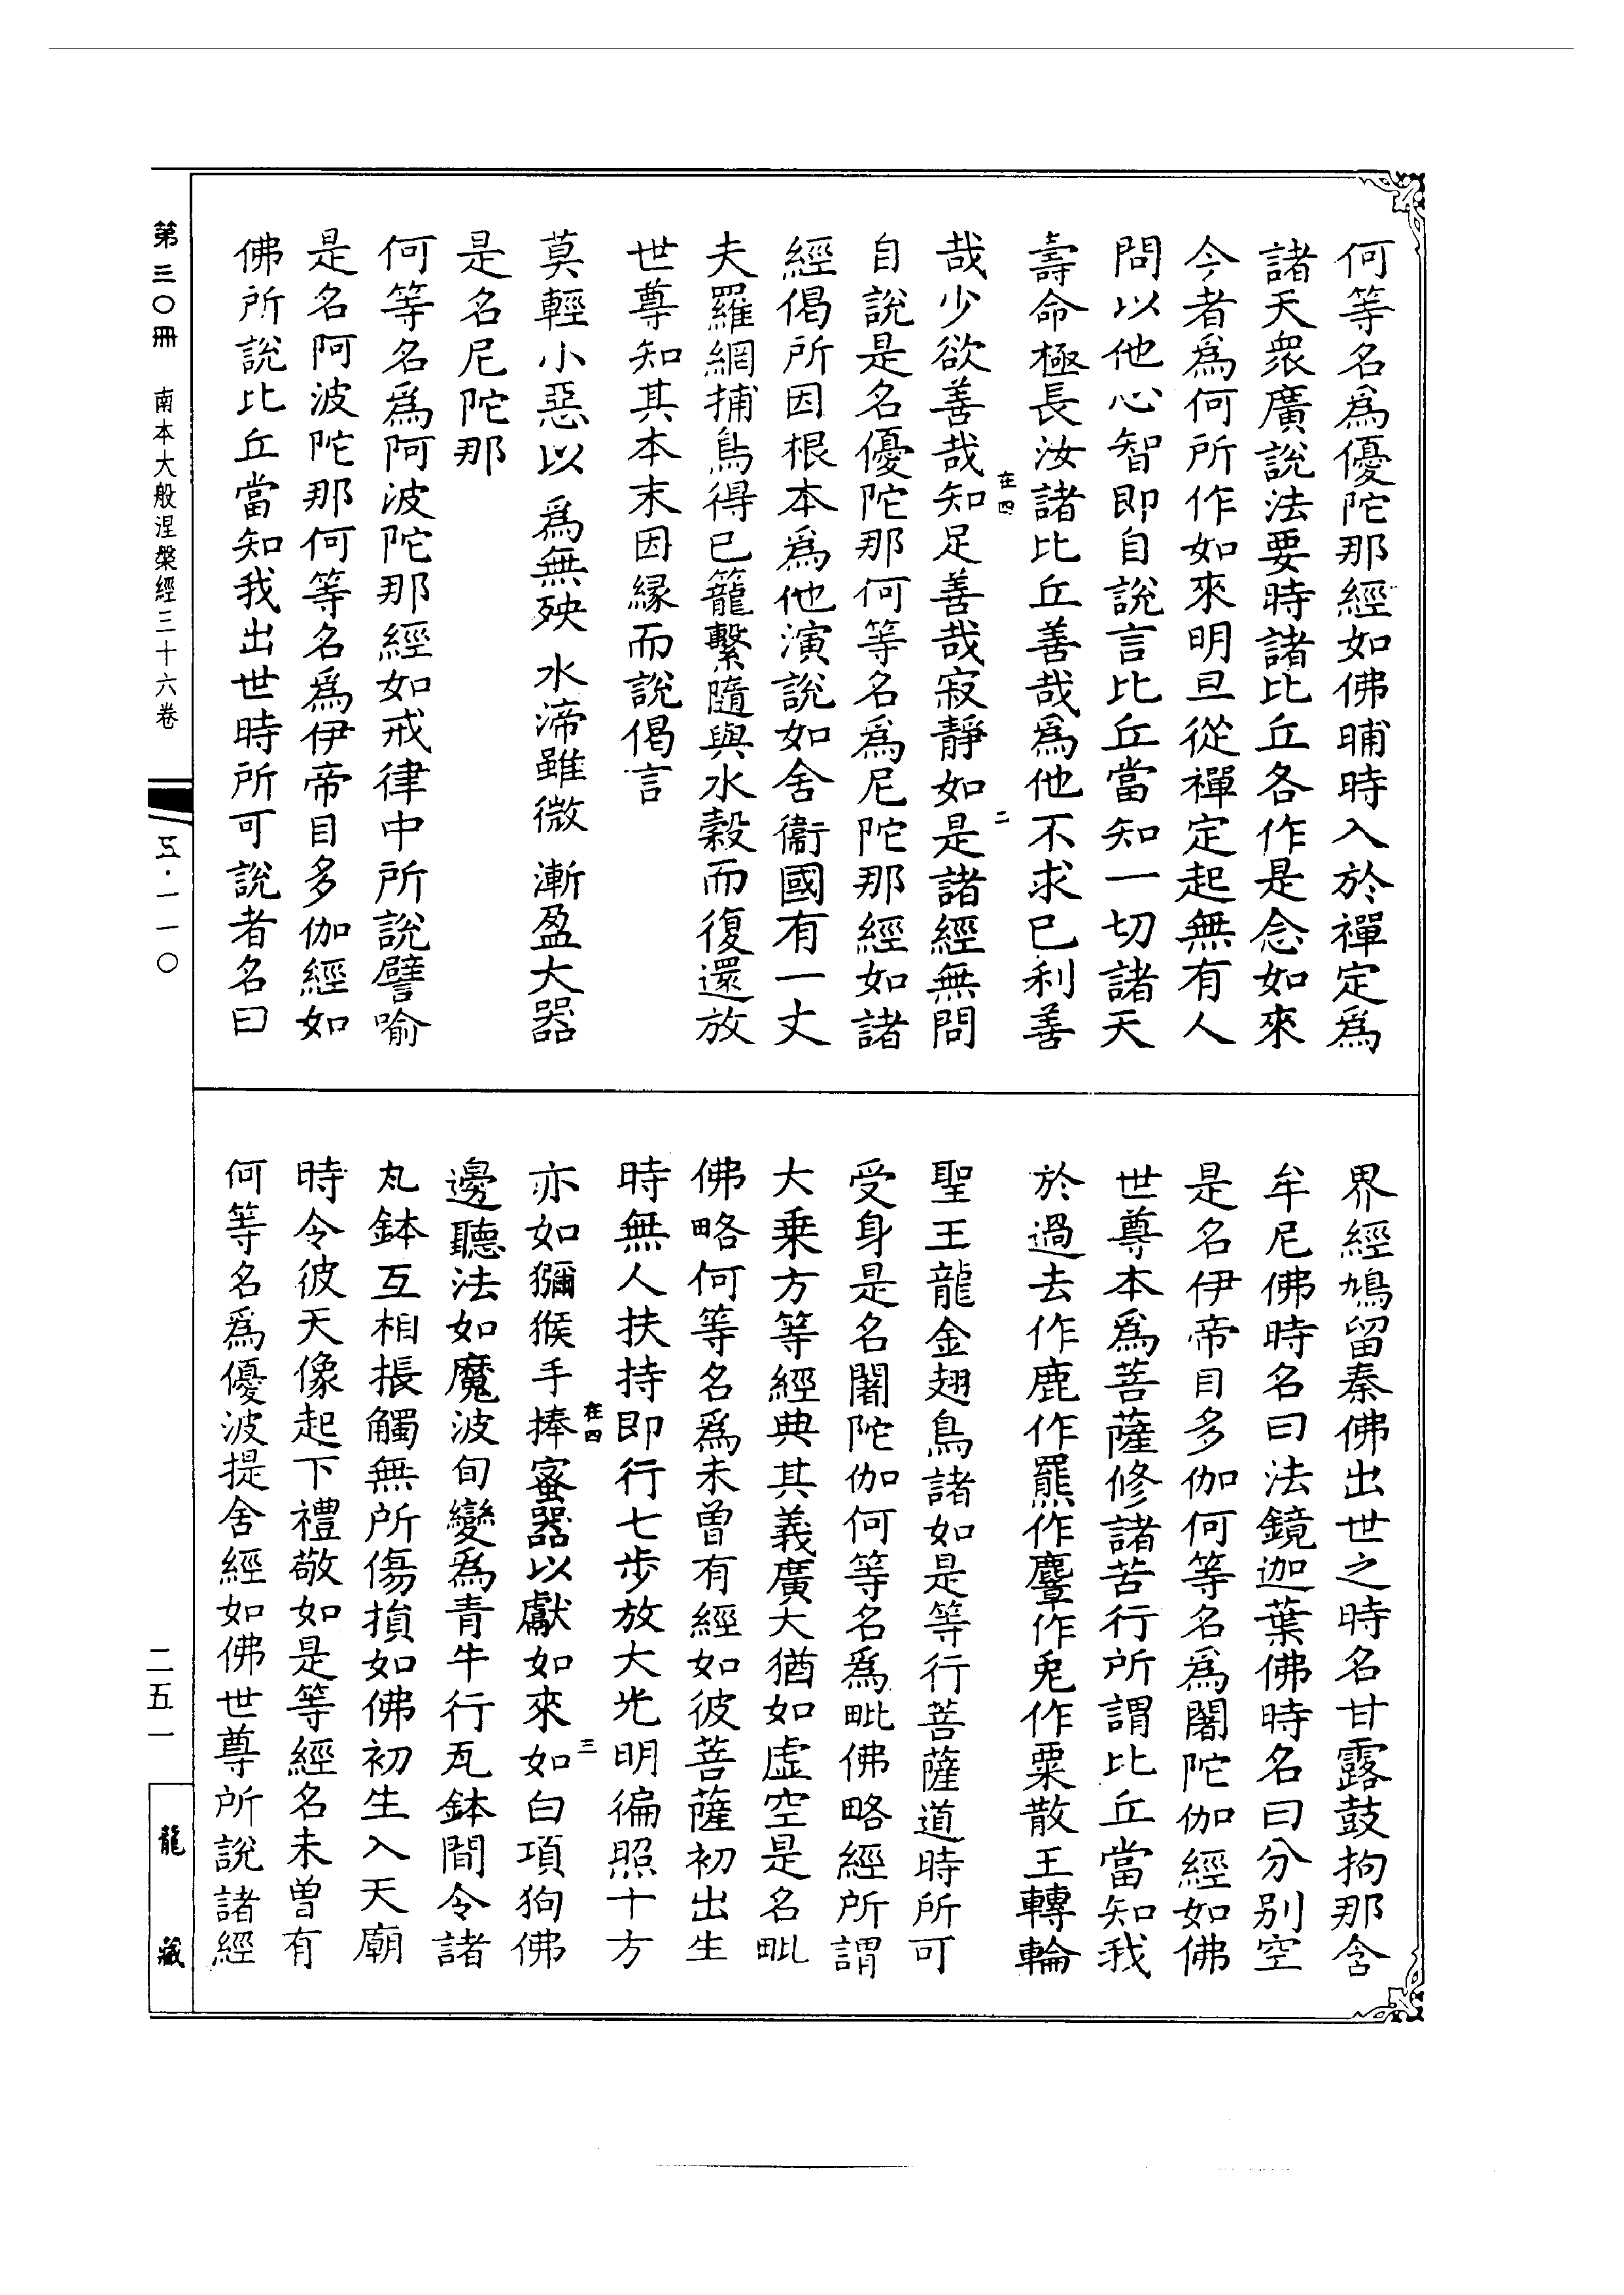 何等名為優陀那經如佛晡時入於禪定為
諸天衆廣說法要時諸比丘各作是念如來
今者為何所作如來明旦從禪定起無有人
問以他心智即自說言比丘當知一切諸天
壽命極長汝諸比丘善哉為他不求已利善
哉少欲善哉知足善哉寂靜如是諸經無問
在四
二
自說是名優陀那何等名為尼陀那經如諸
經偈所因根本為他演說如舍衞國有一丈
夫羅網捕鳥得已籠繫隨與水穀而復還放
世尊知其本末因緣而說偈言
莫輕小惡以 為無殃 水渧雖微 漸盈大器
是名尼陀那
何等名為阿波陀那經如戒律中所說譬喻
是名阿波陀那何等名為伊帝目多伽經如
佛所說比丘當知我出世時所可說者名曰
界經鳩留秦佛出世之時名甘露鼓拘那含
牟尼佛時名曰法鏡迦葉佛時名曰分別空
是名伊帝目多伽何等名為闍陀伽經如佛
世尊本為菩薩修諸苦行所謂比丘當知我
於過去作鹿作羆作麞作兎作粟散王轉輪
聖王龍金翅鳥諸如是等行菩薩道時所可
受身是名闍陀伽何等名為毗佛略經所謂
大乗方等經典其義廣大猶如虛空是名毗
佛略何等名為未曾有經如彼菩薩初出生
時無人扶持即行七步放大光明徧照十方
亦如獼猴手捧蜜器以獻如來如白項狗佛
在四
三
邊聽法如魔波旬變為青牛行瓦鉢間令諸
丸鉢互相掁觸無所傷損如佛初生入天廟
時令彼天像起下禮敬如是等經名未曾有
何等名為優波提舍經如佛世尊所說諸經
第三〇冊 南本大般涅槃經三十六卷
五·一一〇
二五一
龍藏